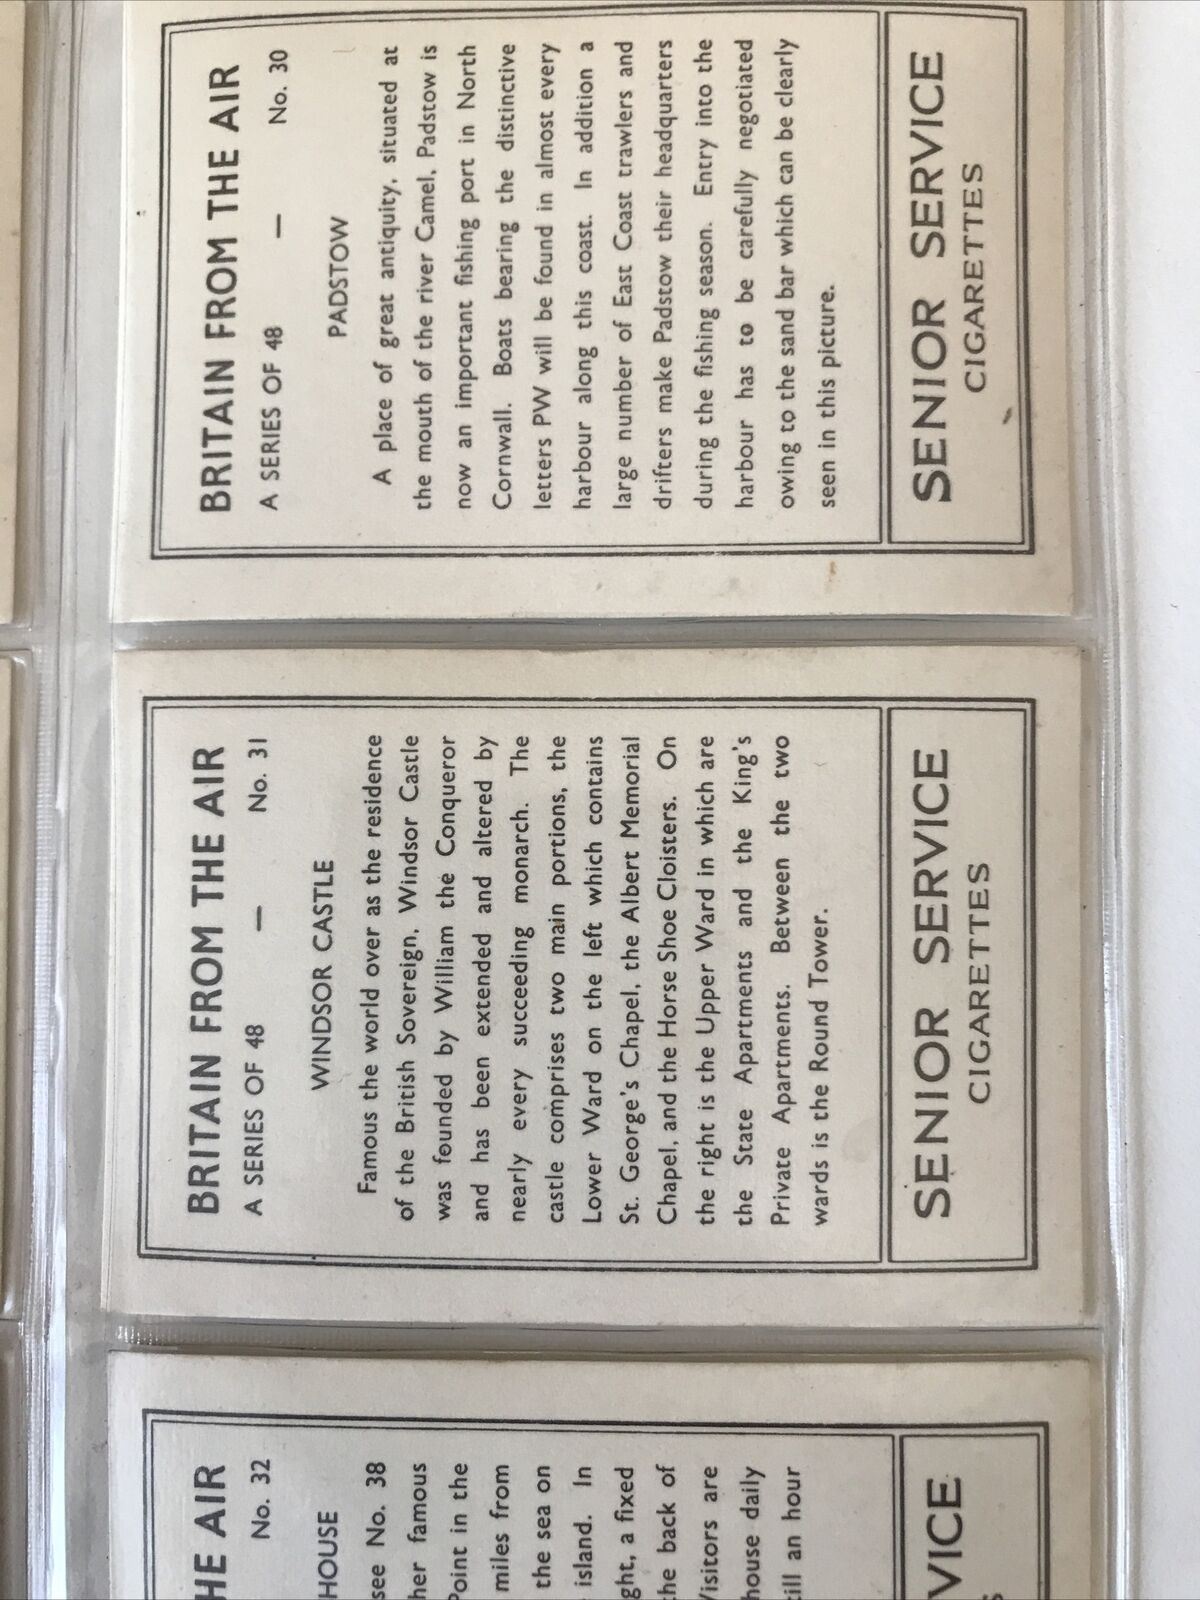 BRITAIN FROM THE AIR
A SERIES OF 48 — No. 30
PADSTOW
A place of great antiquity, situated at
the mouth of the river Camel, Padstow is
now an important fishing port in North
Cornwall. Boats bearing the distinctive
letters PW will be found in almost every
harbour along this coast. In addition a
large number of East Coast trawlers and
drifters make Padstow their headquarters
during the fishing season. Entry into the
harbour has to be carefully negotiated
owing to the sand bar which can be clearly
seen in this picture.
SENIOR SERVICE
CIGARETTES
BRITAIN FROM THE AIR
A SERIES OF 48 — No. 31
WINDSOR CASTLE
Famous the world over as the residence
of the British Sovereign, Windsor Castle
was founded by William the Conqueror
and has been extended and altered by
nearly every succeeding monarch. The
castle comprises two main portions, the
Lower Ward on the left which contains
St. George's Chapel, the Albert Memorial
Chapel, and the Horse Shoe Cloisters. On
the right is the Upper Ward in which are
the State Apartments and the King's
Private Apartments. Between the two
wards is the Round Tower.
SENIOR SERVICE
CIGARETTES
HE AIR
No. 32
HOUSE
see No. 38
her famous
Point in the
miles from
the sea on
island. In
ght, a fixed
the back of
Visitors are
house daily
till an hour
VICE
S